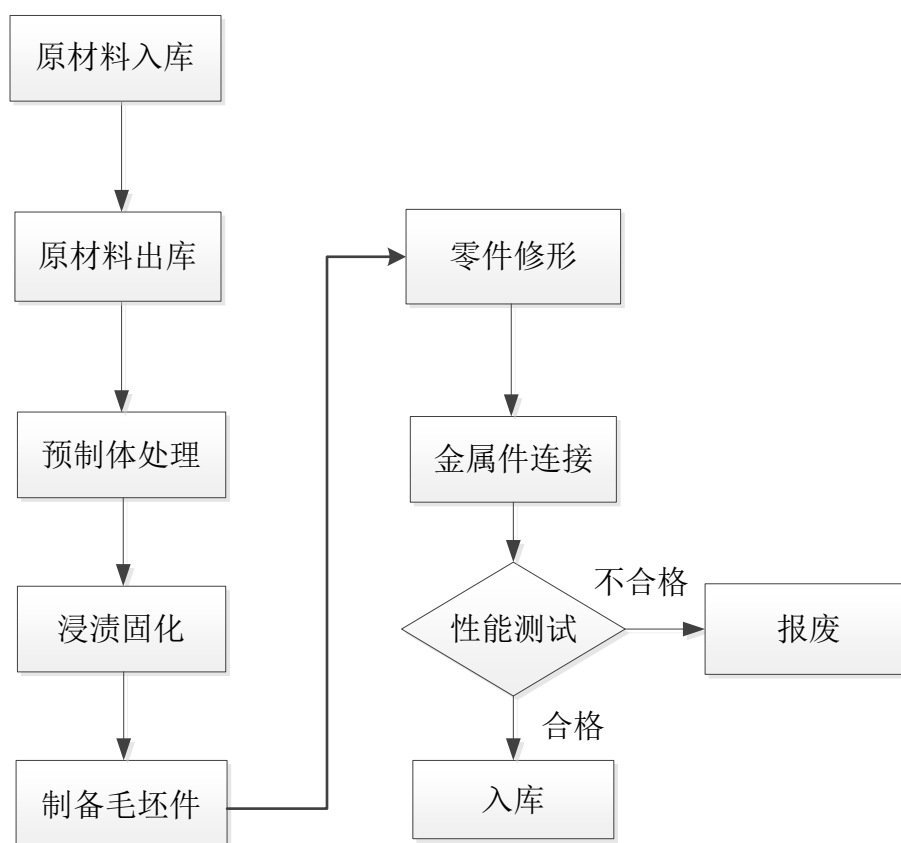 原材料入库
原材料出库
预制体处理
浸渍固化
制备毛坯件
零件修形
金属件连接
性能测试
不合格
报废
合格
入库